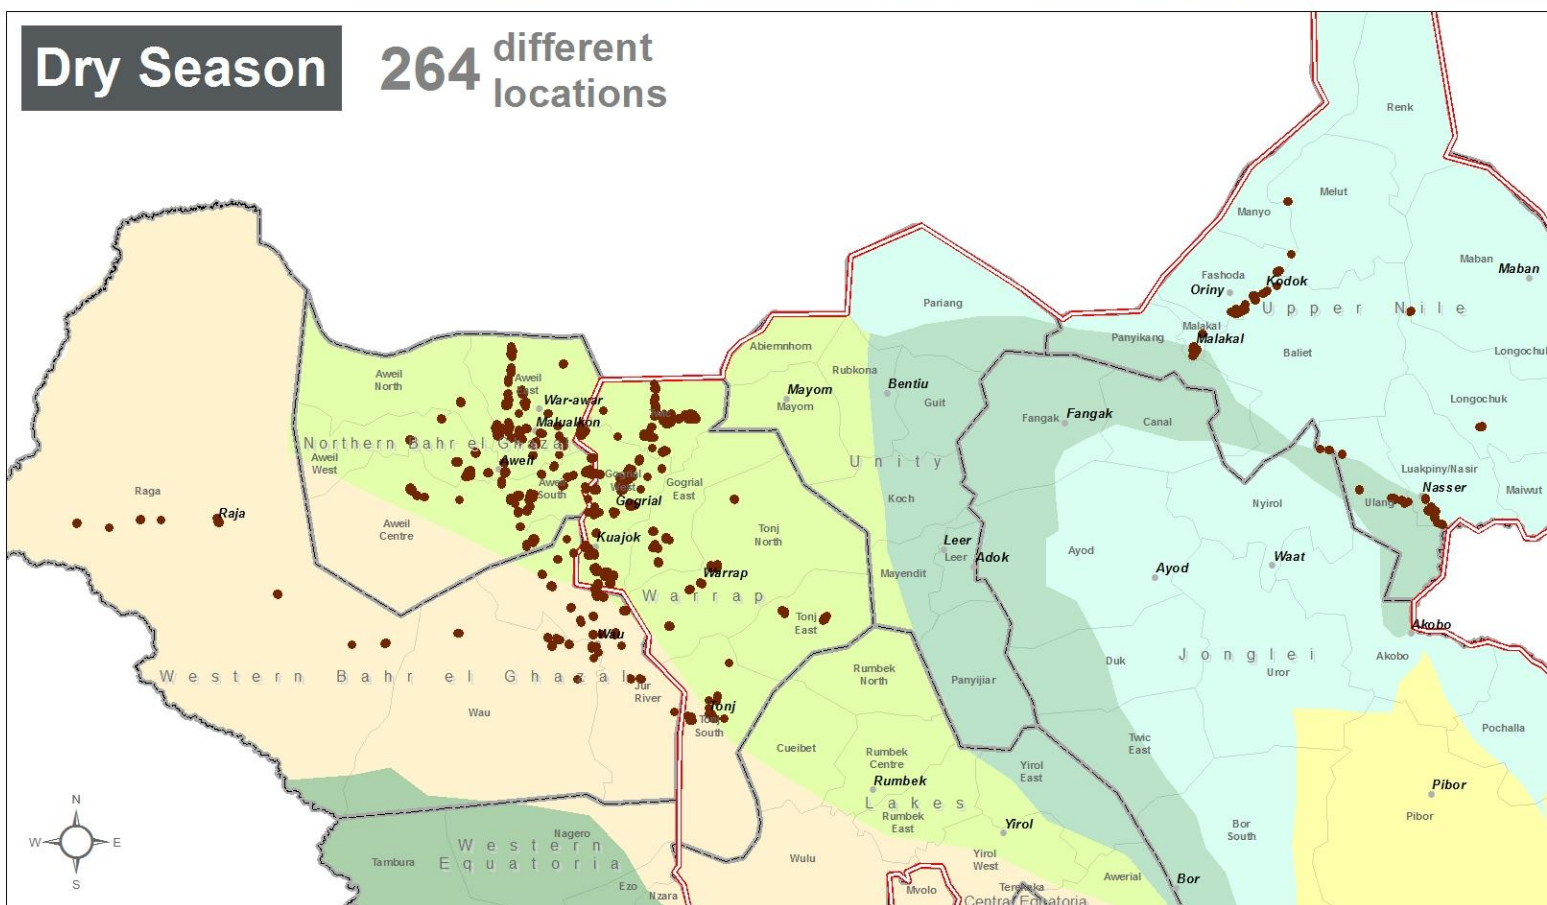 Dry Season
264 different
locations
Renk
Melut
Manyo
Maban
Maban
Fashoda
Kodok
Oriny
Upper Nile
Pariang
Malakal
Malakal
Panyikang
Baliet
Longochuk
Abiemnhom
Rubkona
Aweil
North
Aweil
East
Mayom
Mayom
Bentiu
Guit
War-awar
Longochuk
Fangak
Fangak
Canal
Malualkon
Northern Bahr el Ghazal
Aweil
West
Aweil
Unity
Luakpiny/Nasir
Nasser
Maiwut
Ulang
Aweil
South
Gogrial
West
Gogrial
East
Gogrial
Koch
Nyirol
Raga
Raja
Aweil
Centre
Tonj
North
Kuajok
Leer
Leer
Adok
Ayod
Ayod
Waat
Warrap
Mayendit
Warrap
Tonj
East
Akobo
Akobo
Wau
Jonglei
Uror
Duk
Western Bahr el Ghazal
Jur
River
Wau
Rumbek
North
Panyijiar
Tonj
Tonj
South
Pochalla
Twic
East
Cueibet
Rumbek
Centre
Yirol
East
Rumbek
Pibor
Pibor
Lakes
Rumbek
East
Yirol
Bor
South
N
W E
S
Nagero
Western
Equatoria
Tambura
Wulu
Yirol
West
Awerial
Bor
Ezo
Nzara
Mvolo
Terekeka
Central Equatoria